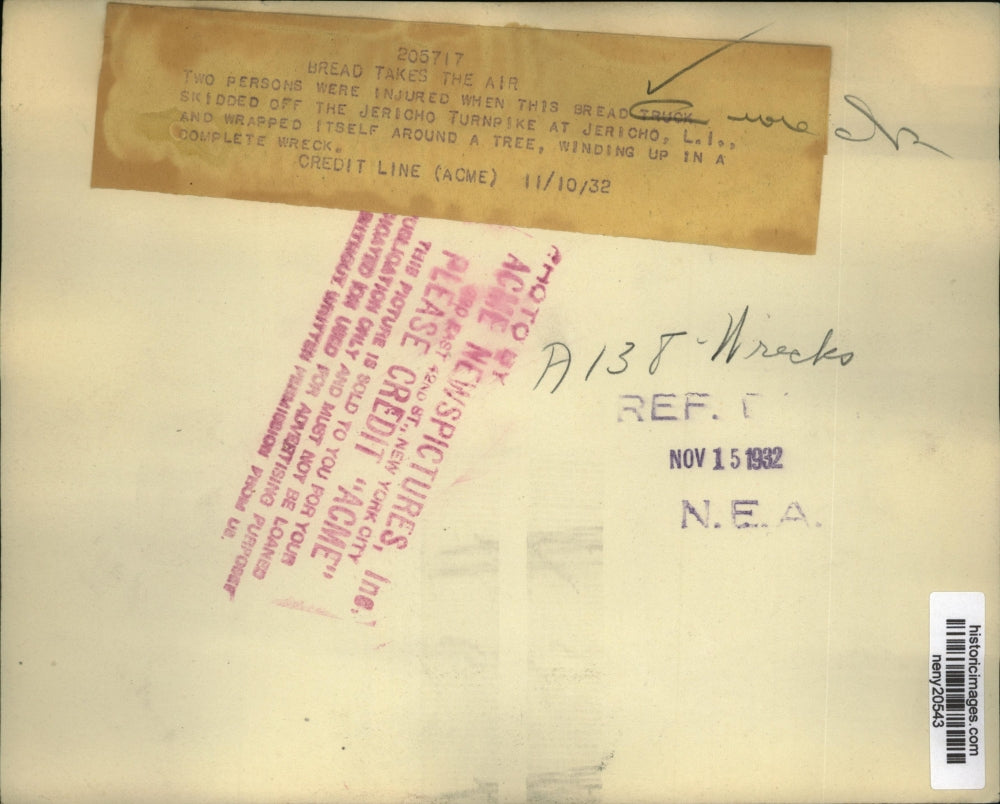 205717
BREAD TAKES THE AIR
TWO PERSONS WERE INJURED WHEN THIS BREAD TRUCK
SKIDDED OFF THE JERICHO TURNPIKE AT JERICHO, L.I.,
AND WRAPPED ITSELF AROUND A TREE, WINDING UP IN A
COMPLETE WRECK.
CREDIT LINE (ACME) 11/10/32
PHOTO BY
ACME NEWSPICTURES, Inc.
EAST 42ND ST., NEW YORK CITY
PLEASE CREDIT "ACME"
THIS PICTURE IS SOLD TO YOU FOR YOUR
PUBLICATION ONLY AND MUST NOT BE LOANED
OR USED FOR ADVERTISING PURPOSES
WITHOUT WRITTEN PERMISSION FROM US.
A138-Wrecks
REF.
NOV 15 1932
N.E.A.
historicimages.com
neny20543